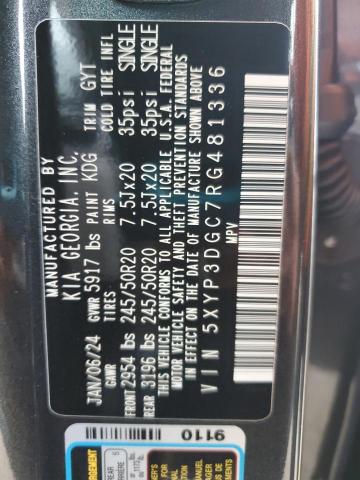 MANUFACTURED BY
KIA GEORGIA, INC.
JAN/06/24 GVWR 5917 lbs PAINT KDG TRIM GYT
GAWR TIRES RIMS COLD TIRE INFL
FRONT 2954 lbs 245/50R20 7.5Jx20 35psi SINGLE
REAR 3196 lbs 245/50R20 7.5Jx20 35psi SINGLE
THIS VEHICLE CONFORMS TO ALL APPLICABLE U.S.A. FEDERAL
MOTOR VEHICLE SAFETY AND THEFT PREVENTION STANDARDS
IN EFFECT ON THE DATE OF MANUFACTURE SHOWN ABOVE
VIN 5XYP3DGC7RG481336
MPV
9110